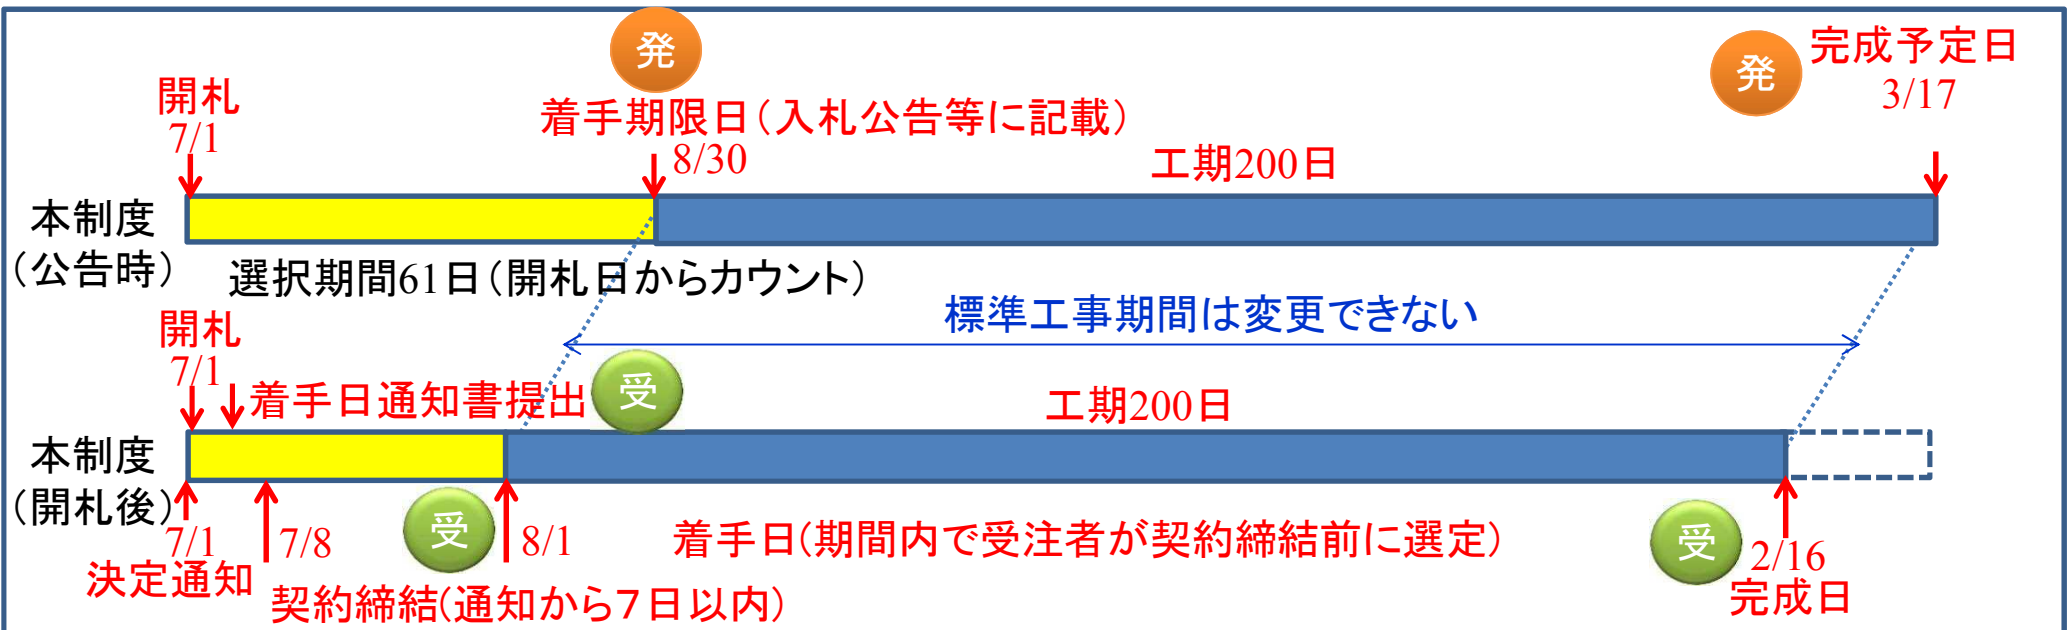 発
発
完成予定日
3/17
開札
7/1
着手期限日（入札公告等に記載）
8/30
工期200日
本制度
（公告時）
選択期間61日（開札日からカウント）
標準工事期間は変更できない
開札
7/1
着手日通知書提出
受
工期200日
本制度
（開札後）
7/1
決定通知
7/8
契約締結(通知から７日以内)
受
8/1
着手日(期間内で受注者が契約締結前に選定)
受
2/16
完成日